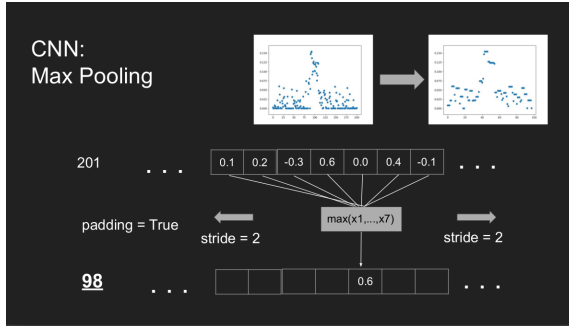 CNN:
Max Pooling
201
. . .
0.1 0.2 -0.3 0.6 0.0 0.4 -0.1
. . .
padding = True
max(x1,...,x7)
stride = 2
stride = 2
98
. . .
0.6
. . .